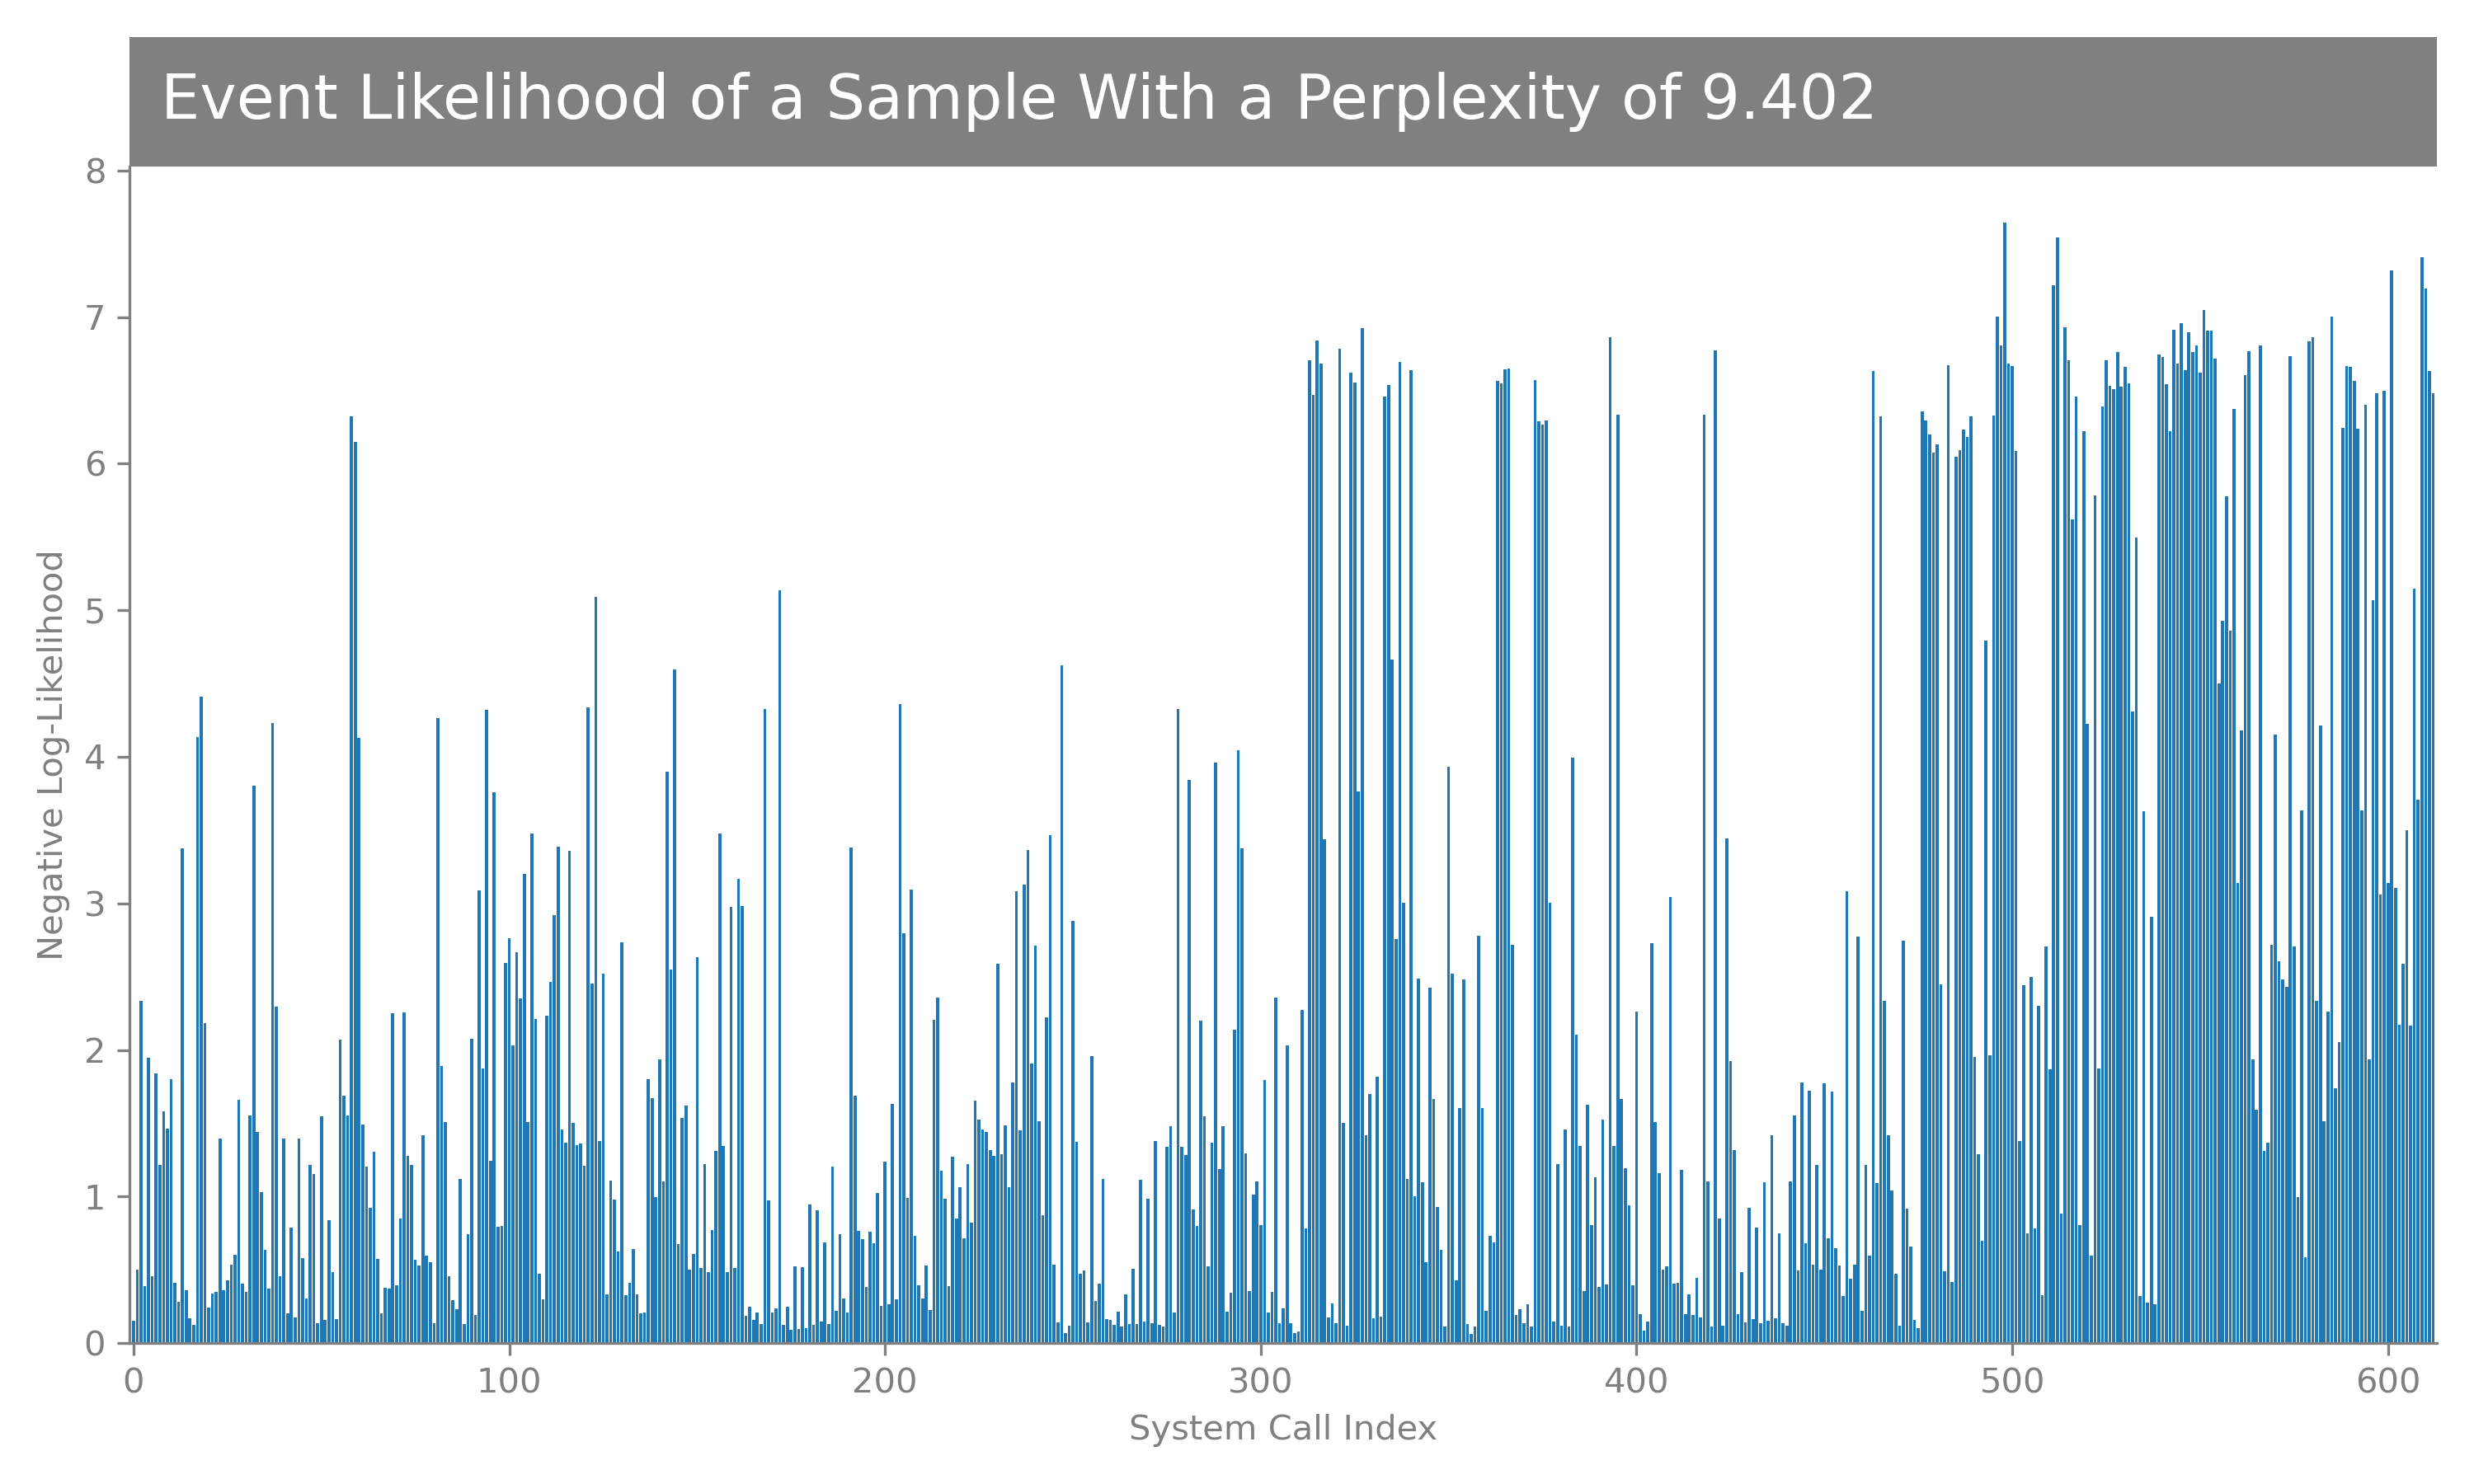 Event Likelihood of a Sample With a Perplexity of 9.402
8
7
6
5
4
3
2
1
0
Negative Log-Likelihood
0 100 200 300 400 500 600
System Call Index